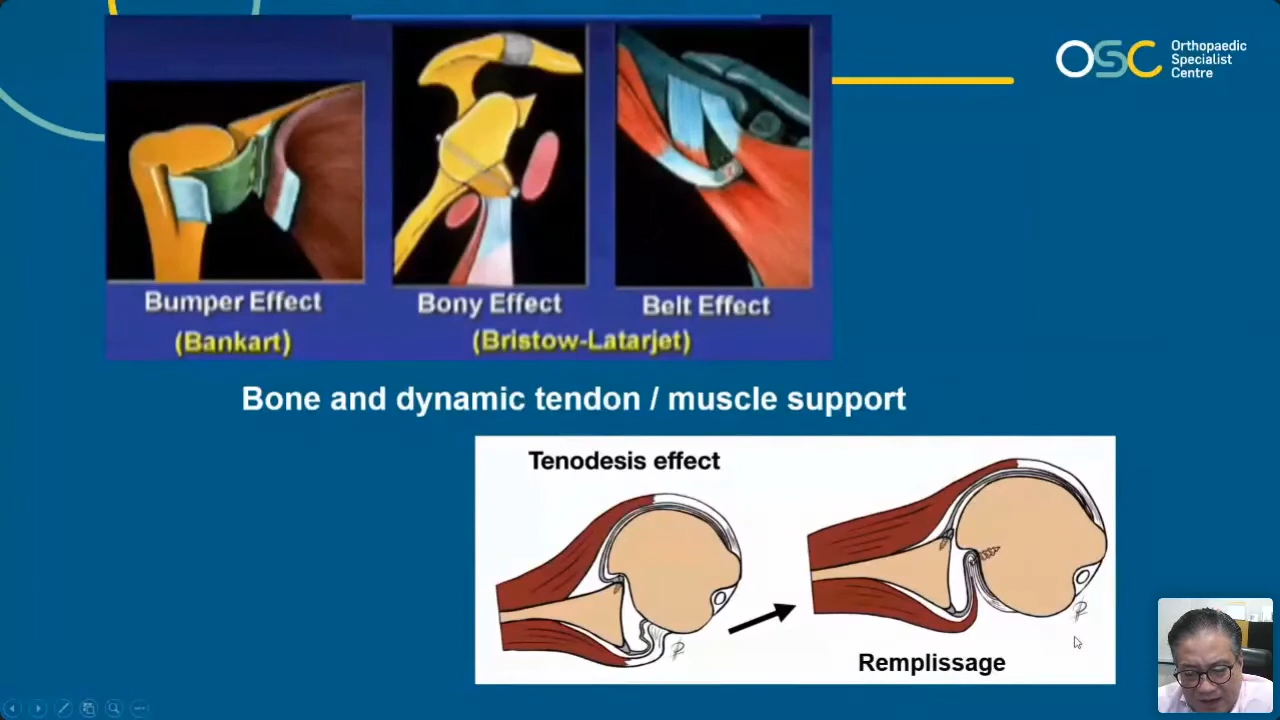 OSC
Orthopaedic
Specialist
Centre
Bumper Effect
Bony Effect
Belt Effect
(Bankart)
(Bristow-Latarjet)
Bone and dynamic tendon / muscle support
Tenodesis effect
Remplissage